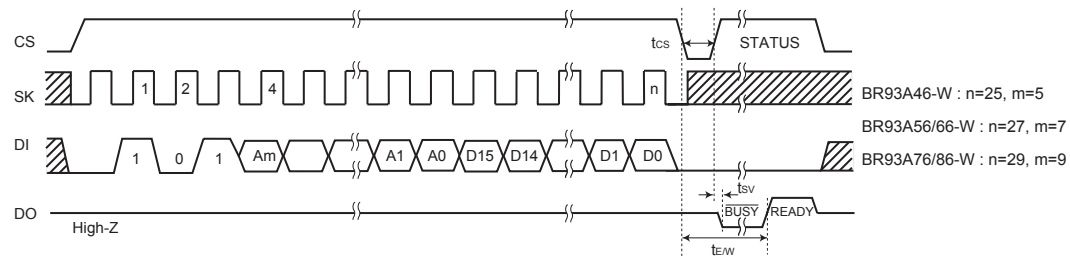 CS
tcs
STATUS
SK
1
2
4
n
BR93A46-W : n=25, m=5
BR93A56/66-W : n=27, m=7
BR93A76/86-W : n=29, m=9
DI
1
0
1
Am
A1
A0
D15
D14
D1
D0
tSV
DO
High-Z
BUSY
READY
tE/W